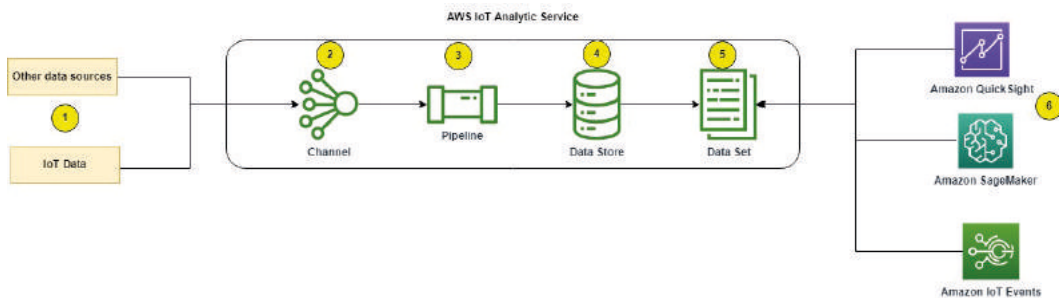 AWS IoT Analytic Service
Other data sources
1
IoT Data
2
Channel
3
Pipeline
4
Data Store
5
Data Set
Amazon QuickSight
6
Amazon SageMaker
Amazon IoT Events